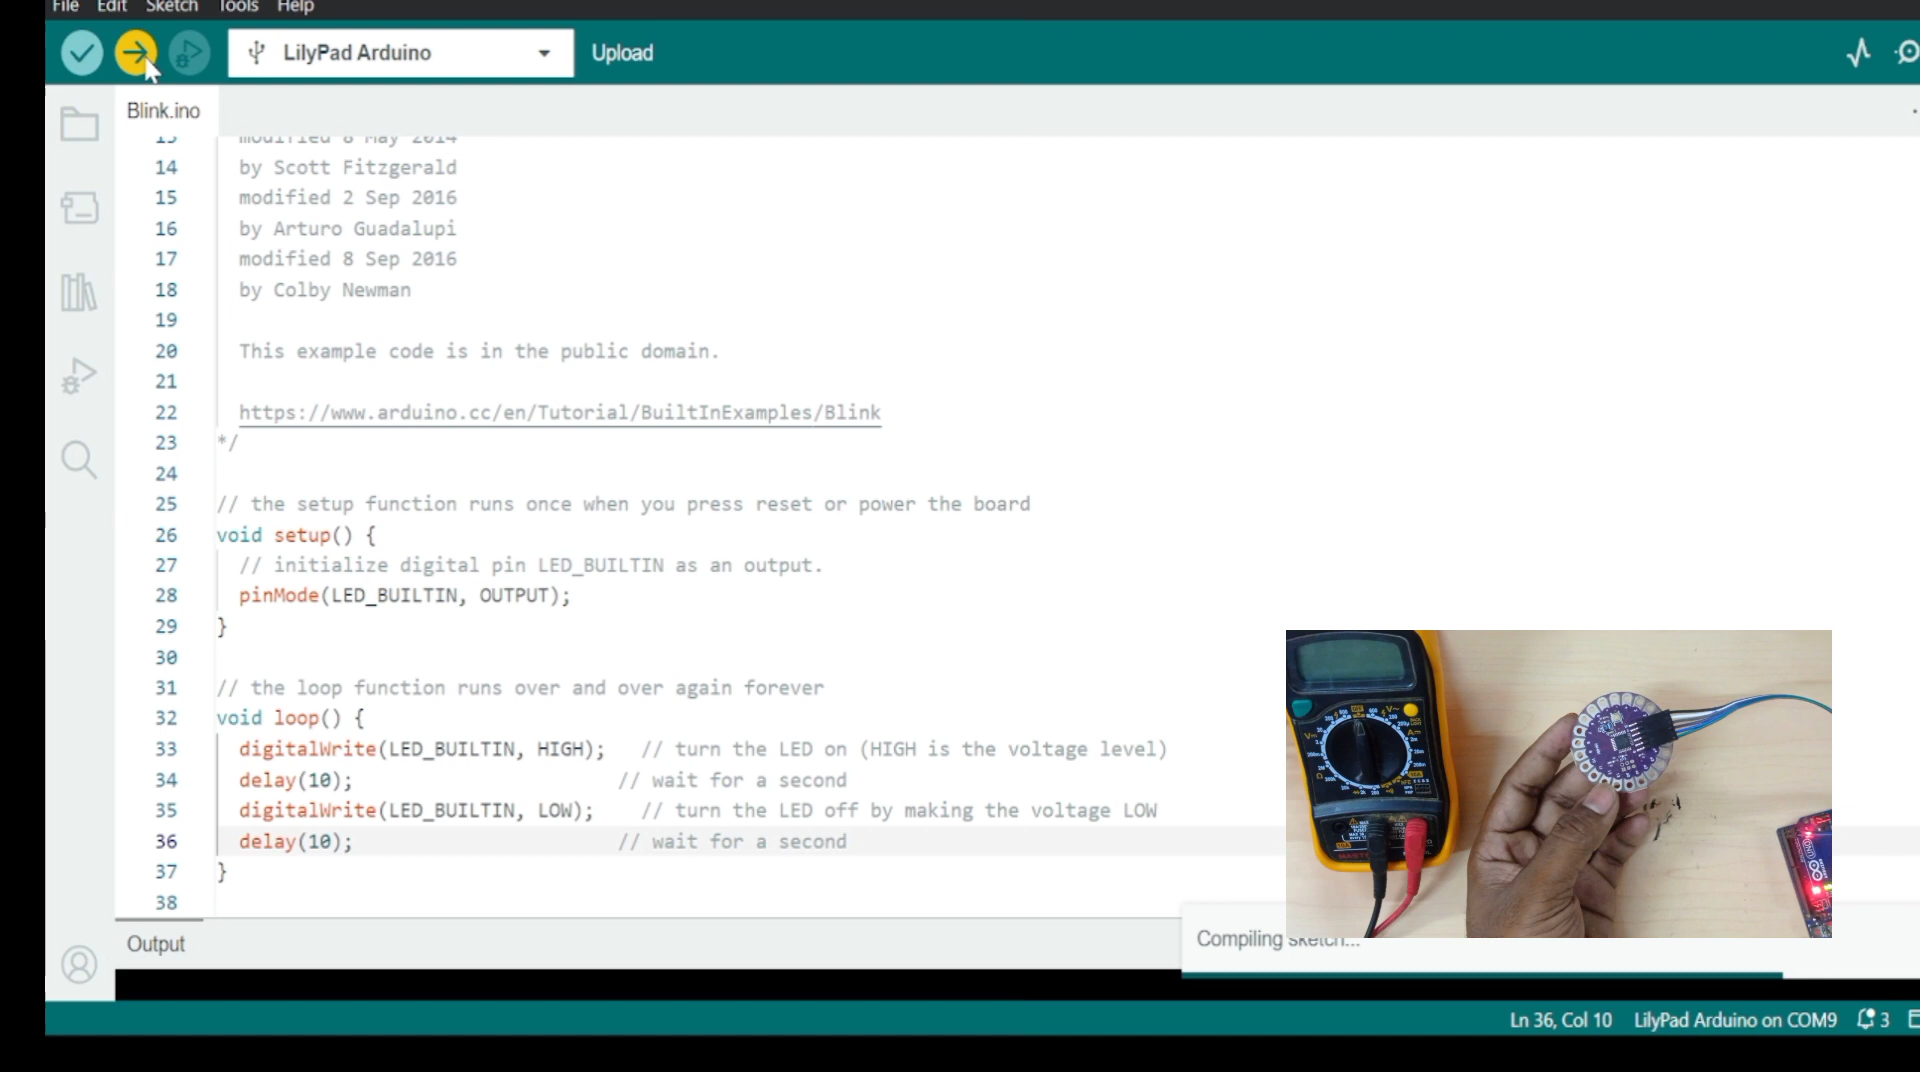 File Edit Sketch Tools Help
LilyPad Arduino
Upload
Blink.ino
13 modified 8 May 2014
14 by Scott Fitzgerald
15 modified 2 Sep 2016
16 by Arturo Guadalupi
17 modified 8 Sep 2016
18 by Colby Newman
19
20 This example code is in the public domain.
21
22 https://www.arduino.cc/en/Tutorial/BuiltInExamples/Blink
23 */
24
25 // the setup function runs once when you press reset or power the board
26 void setup() {
27 // initialize digital pin LED_BUILTIN as an output.
28 pinMode(LED_BUILTIN, OUTPUT);
29 }
30
31 // the loop function runs over and over again forever
32 void loop() {
33 digitalWrite(LED_BUILTIN, HIGH); // turn the LED on (HIGH is the voltage level)
34 delay(10); // wait for a second
35 digitalWrite(LED_BUILTIN, LOW); // turn the LED off by making the voltage LOW
36 delay(10); // wait for a second
37 }
38
Output
Compiling sketch...
Ln 36, Col 10 LilyPad Arduino on COM9 3